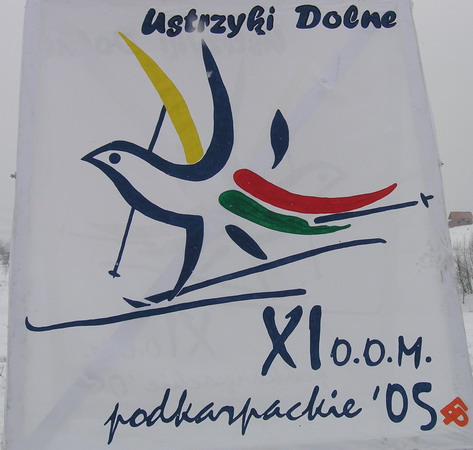 Ustrzyki Dolne
XI O.O.M.
podkarpackie '05